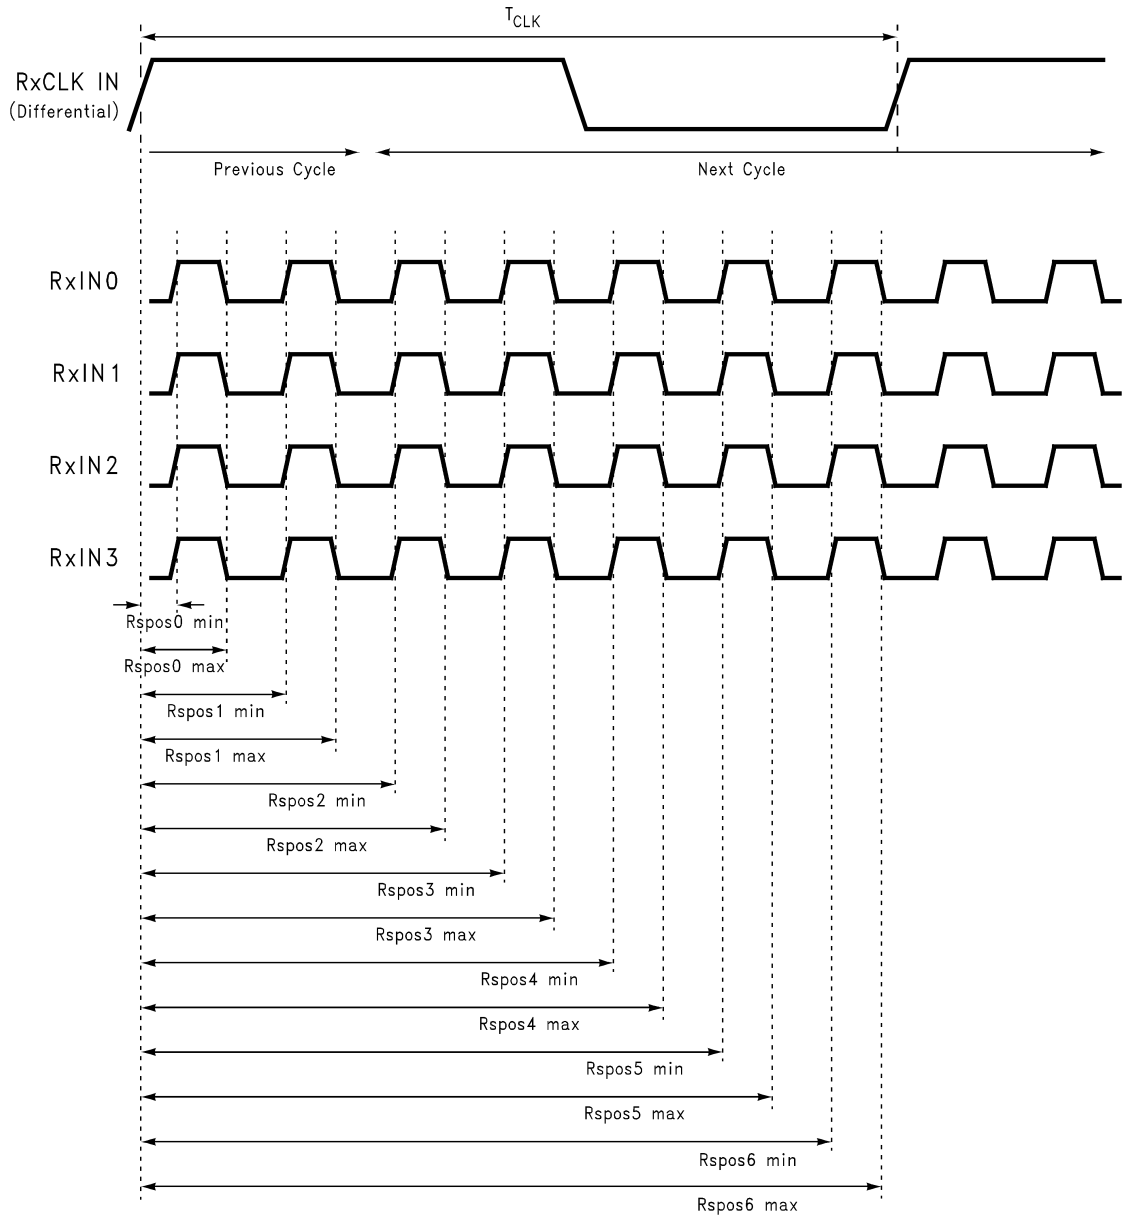 TCLK
RxCLK IN
(Differential)
Previous Cycle
Next Cycle
RxIN0
RxIN1
RxIN2
RxIN3
Rspos0 min
Rspos0 max
Rspos1 min
Rspos1 max
Rspos2 min
Rspos2 max
Rspos3 min
Rspos3 max
Rspos4 min
Rspos4 max
Rspos5 min
Rspos5 max
Rspos6 min
Rspos6 max